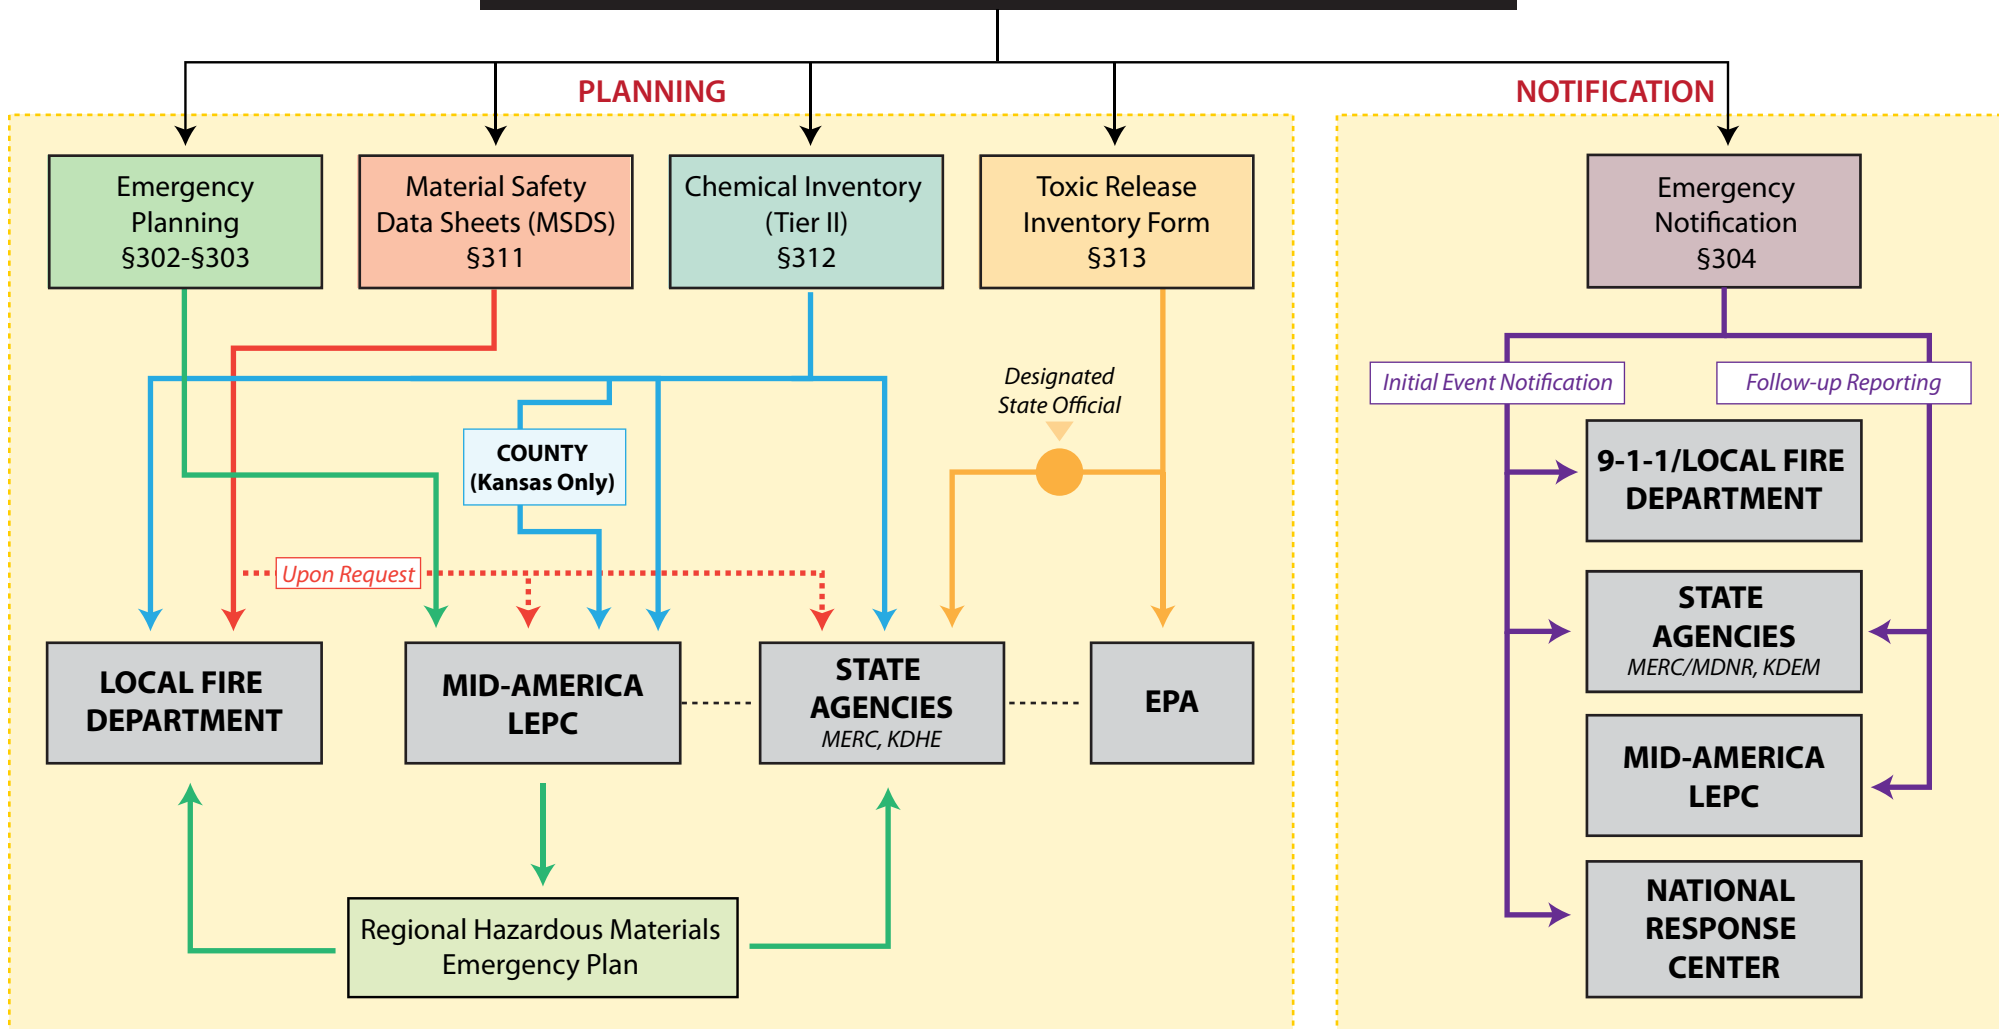 PLANNING
NOTIFICATION
Emergency
Planning
§302-§303
Material Safety
Data Sheets (MSDS)
§311
Chemical Inventory
(Tier II)
§312
Toxic Release
Inventory Form
§313
Emergency
Notification
§304
Designated
State Official
Initial Event Notification
Follow-up Reporting
COUNTY
(Kansas Only)
Upon Request
9-1-1/LOCAL FIRE
DEPARTMENT
STATE
AGENCIES
MERC/MDNR, KDEM
MID-AMERICA
LEPC
NATIONAL
RESPONSE
CENTER
LOCAL FIRE
DEPARTMENT
MID-AMERICA
LEPC
STATE
AGENCIES
MERC, KDHE
EPA
Regional Hazardous Materials
Emergency Plan